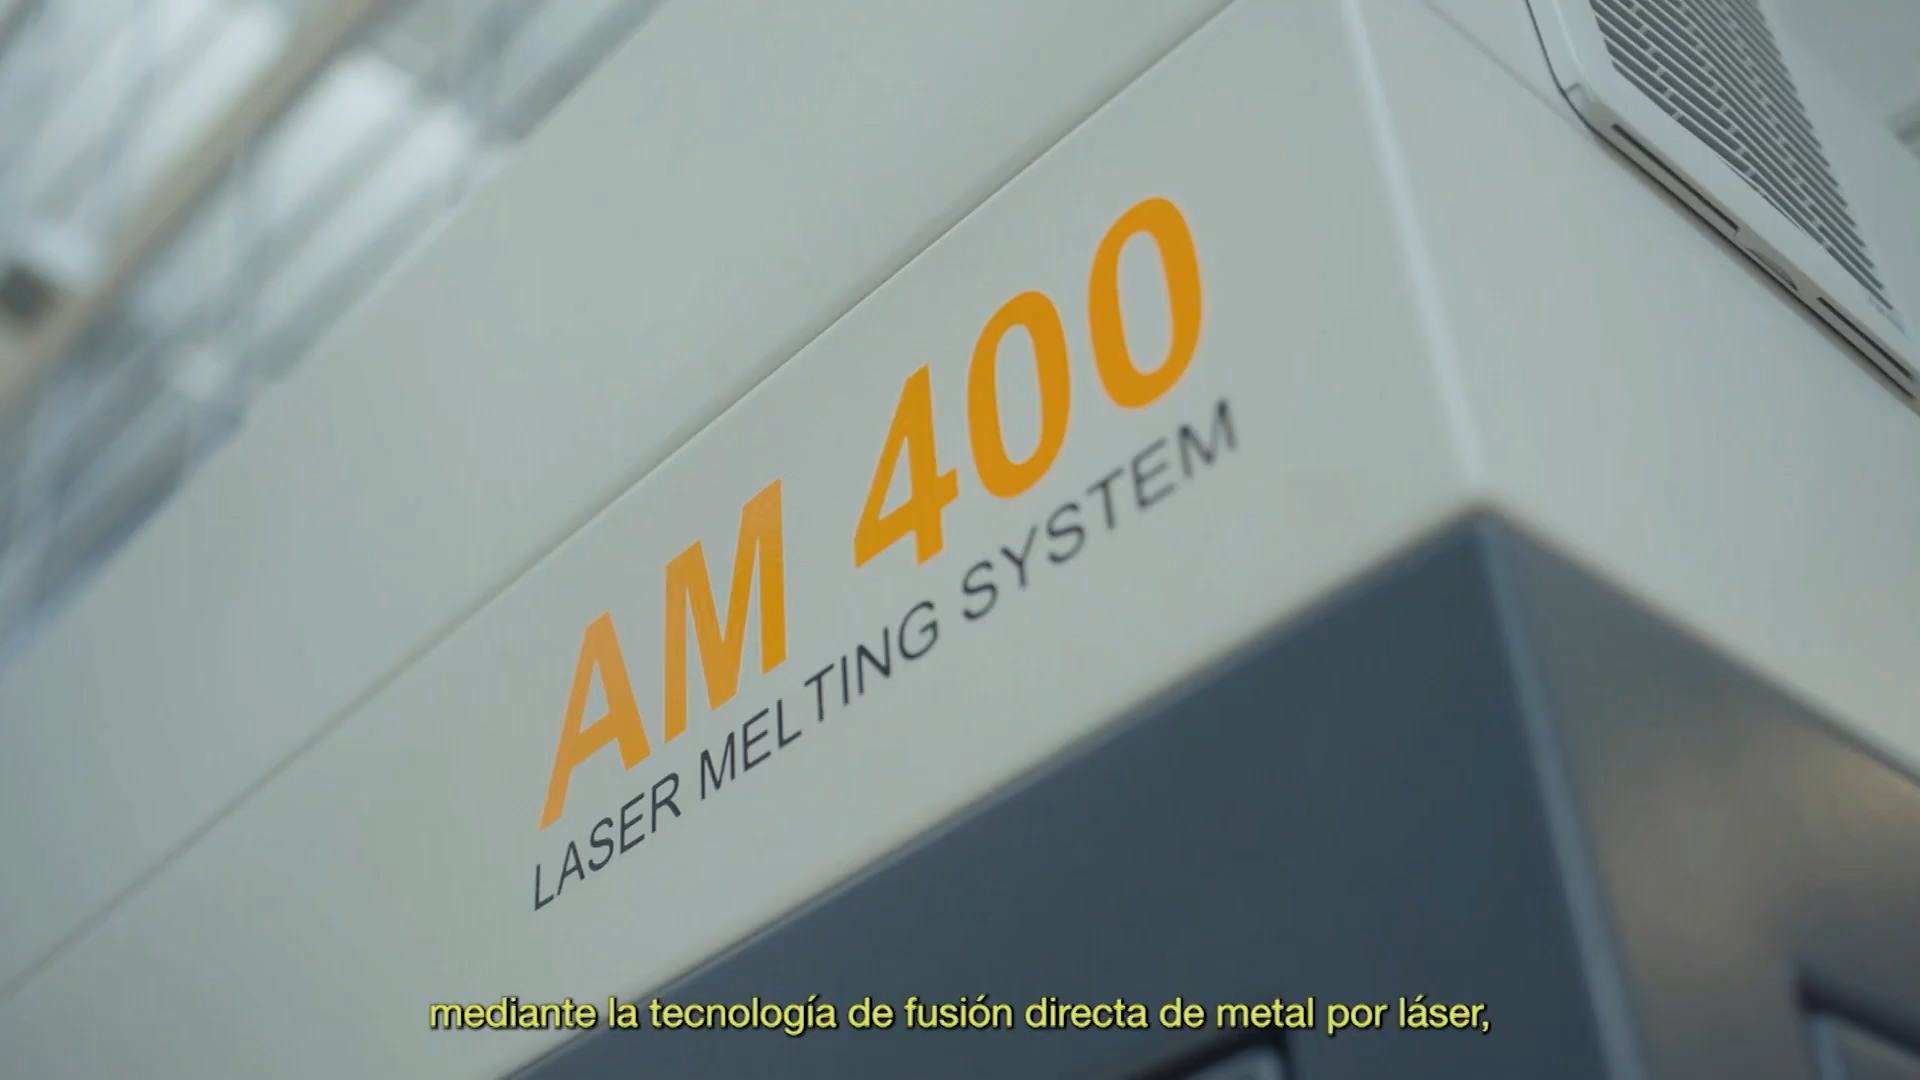 AM 400
LASER MELTING SYSTEM
mediante la tecnología de fusión directa de metal por láser,